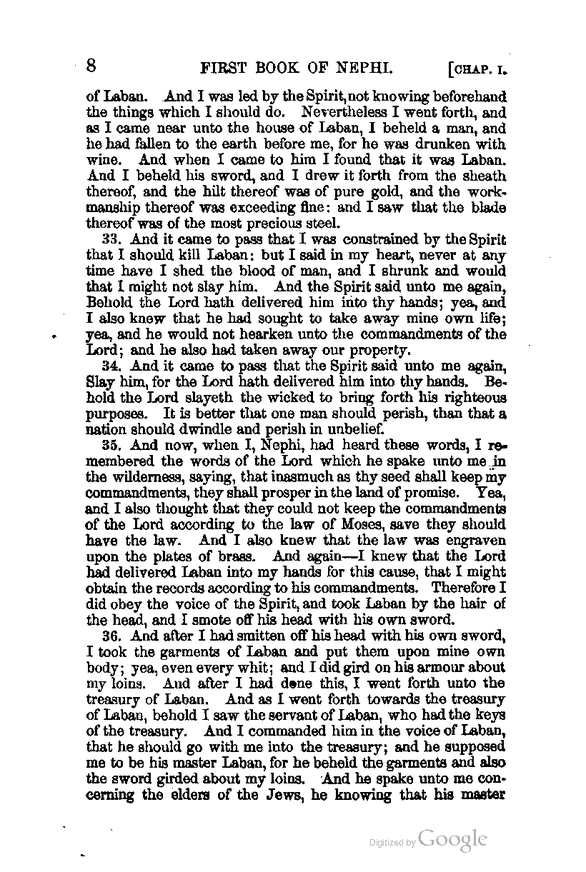 8 FIRST BOOK OF NEPHI. [CHAP. I.
of Laban. And I was led by the Spirit, not knowing beforehand
the things which I should do. Nevertheless I went forth, and
as I came near unto the house of Laban, I beheld a man, and
he had fallen to the earth before me, for he was drunken with
wine. And when I came to him I found that it was Laban.
And I beheld his sword, and I drew it forth from the sheath
thereof, and the hilt thereof was of pure gold, and the work-
manship thereof was exceeding fine: and I saw that the blade
thereof was of the most precious steel.
33. And it came to pass that I was constrained by the Spirit
that I should kill Laban; but I said in my heart, never at any
time have I shed the blood of man, and I shrunk and would
that I might not slay him. And the Spirit said unto me again,
Behold the Lord hath delivered him into thy hands; yea, and
I also knew that he had sought to take away mine own life;
yea, and he would not hearken unto the commandments of the
Lord; and he also had taken away our property.
34. And it came to pass that the Spirit said unto me again,
Slay him, for the Lord hath delivered him into thy hands. Be-
hold the Lord slayeth the wicked to bring forth his righteous
purposes. It is better that one man should perish, than that a
nation should dwindle and perish in unbelief.
35. And now, when I, Nephi, had heard these words, I re-
membered the words of the Lord which he spake unto me in
the wilderness, saying, that inasmuch as thy seed shall keep my
commandments, they shall prosper in the land of promise. Yea,
and I also thought that they could not keep the commandments
of the Lord according to the law of Moses, save they should
have the law. And I also knew that the law was engraven
upon the plates of brass. And again—I knew that the Lord
had delivered Laban into my hands for this cause, that I might
obtain the records according to his commandments. Therefore I
did obey the voice of the Spirit, and took Laban by the hair of
the head, and I smote off his head with his own sword.
36. And after I had smitten off his head with his own sword,
I took the garments of Laban and put them upon mine own
body; yea, even every whit; and I did gird on his armour about
my loins. And after I had done this, I went forth unto the
treasury of Laban. And as I went forth towards the treasury
of Laban, behold I saw the servant of Laban, who had the keys
of the treasury. And I commanded him in the voice of Laban,
that he should go with me into the treasury; and he supposed
me to be his master Laban, for he beheld the garments and also
the sword girded about my loins. And he spake unto me con-
cerning the elders of the Jews, he knowing that his master
Digitized by Google